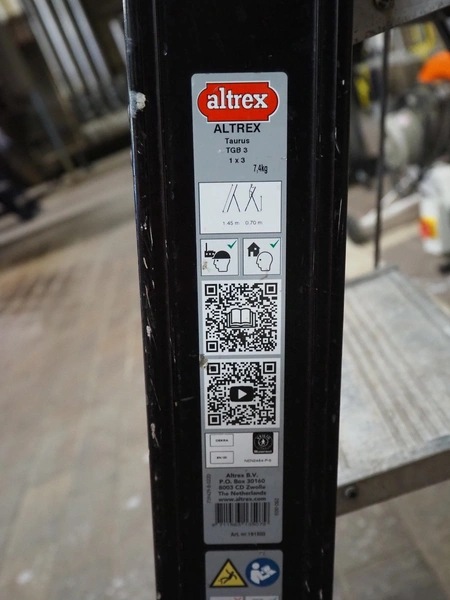 altrex
ALTREX
Taurus
TGB 3
1 x 3
7,4kg
1.45 m 0.70 m
Altrex B.V.
P.O. Box 30160
8003 CD Zwolle
The Netherlands
www.altrex.com